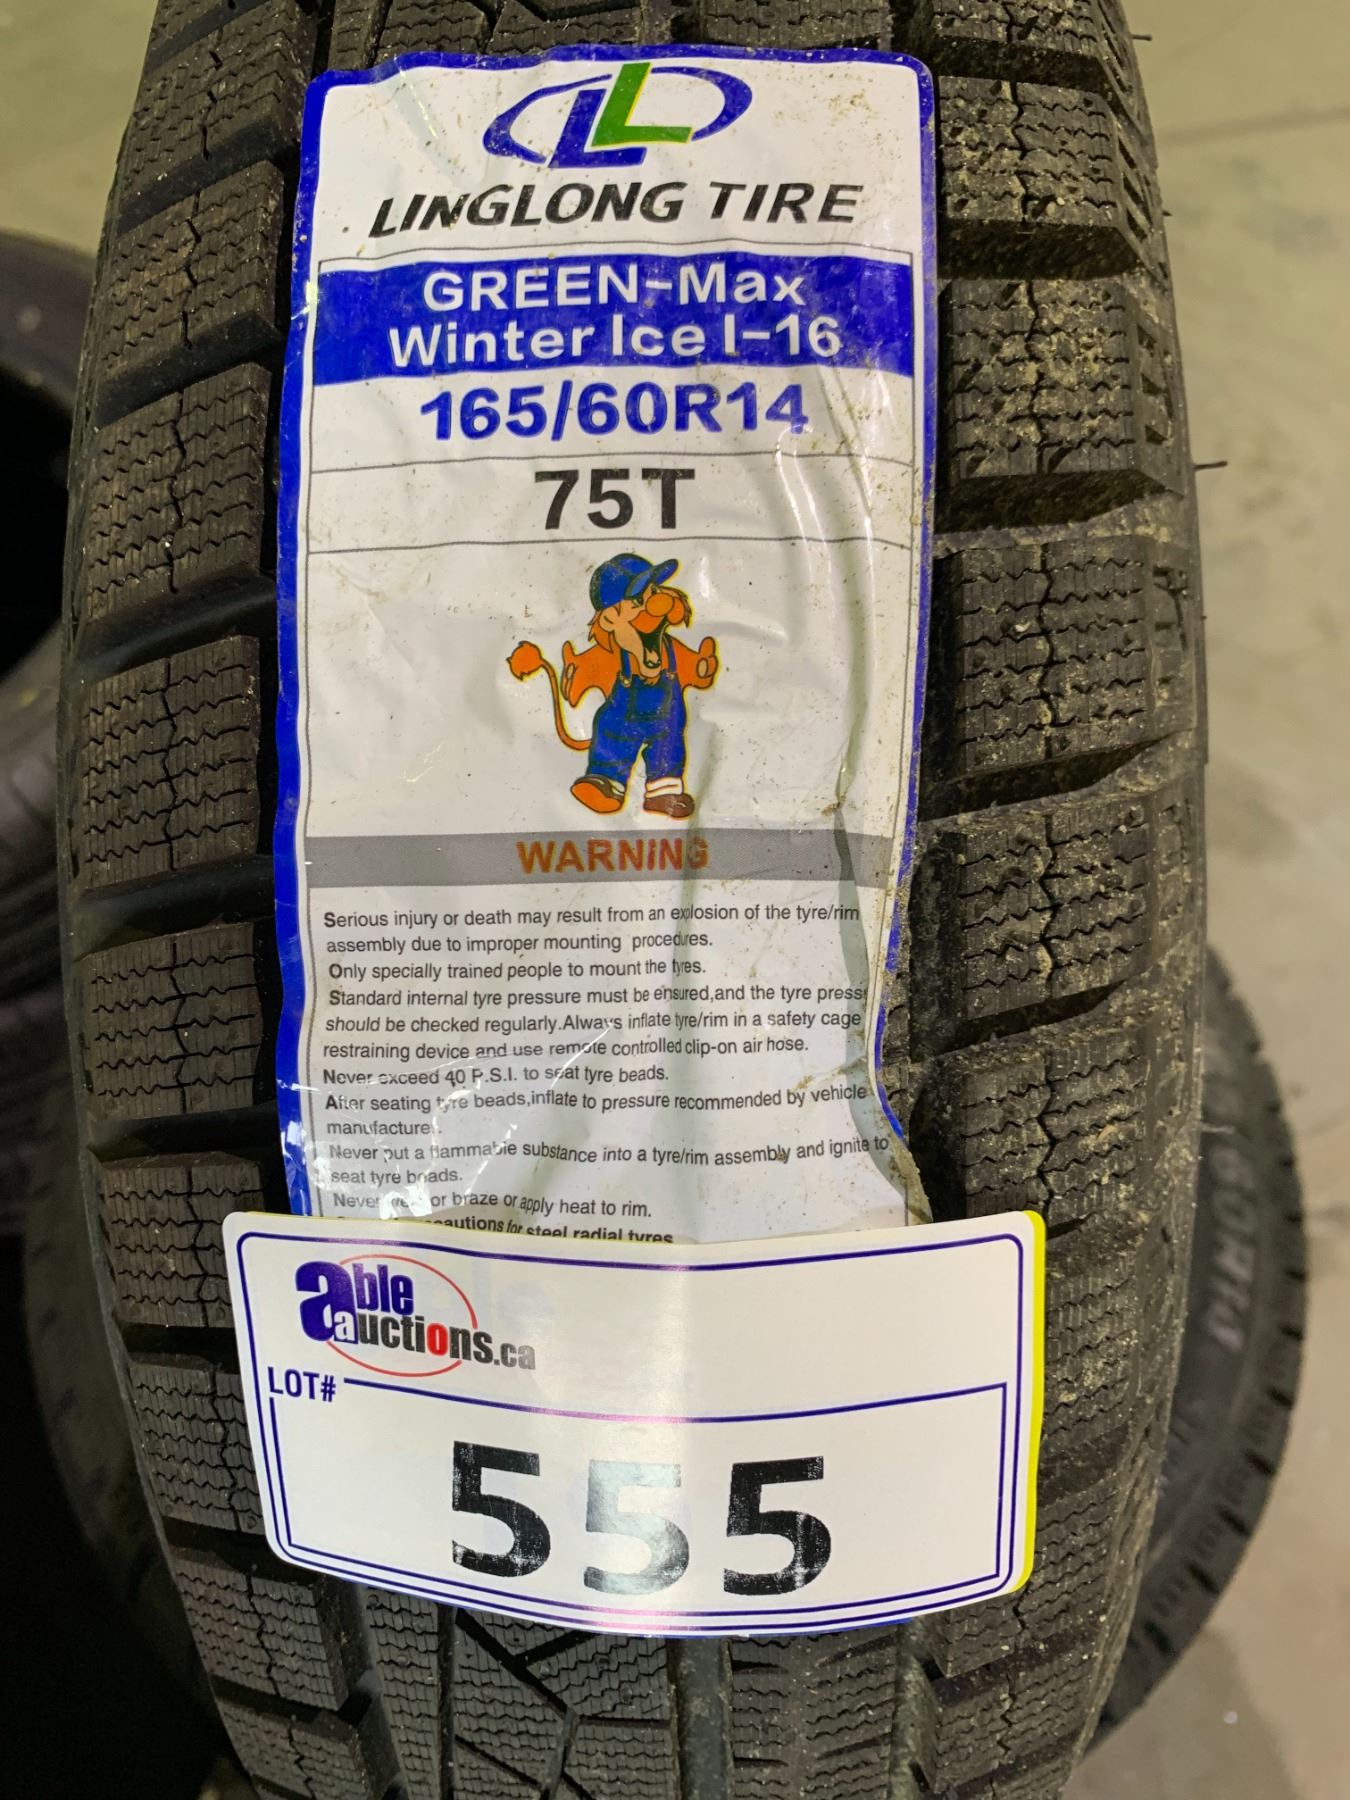 LINGLONG TIRE
GREEN-Max
Winter Ice I-16
165/60R14
75T
WARNING
Serious injury or death may result from an explosion of the tyre/rim
assembly due to improper mounting procedures.
Only specially trained people to mount the tyres.
Standard internal tyre pressure must be ensured,and the tyre press
should be checked regularly.Always inflate tyre/rim in a safety cage
restraining device and use remote controlled clip-on air hose.
Never exceed 40 P.S.I. to seat tyre beads.
After seating tyre beads,inflate to pressure recommended by vehicle
manufacturer.
Never put a flammable substance into a tyre/rim assembly and ignite to
seat tyre beads.
Never or braze or apply heat to rim.
for steel radial tyres
able
auctions.ca
LOT#
555